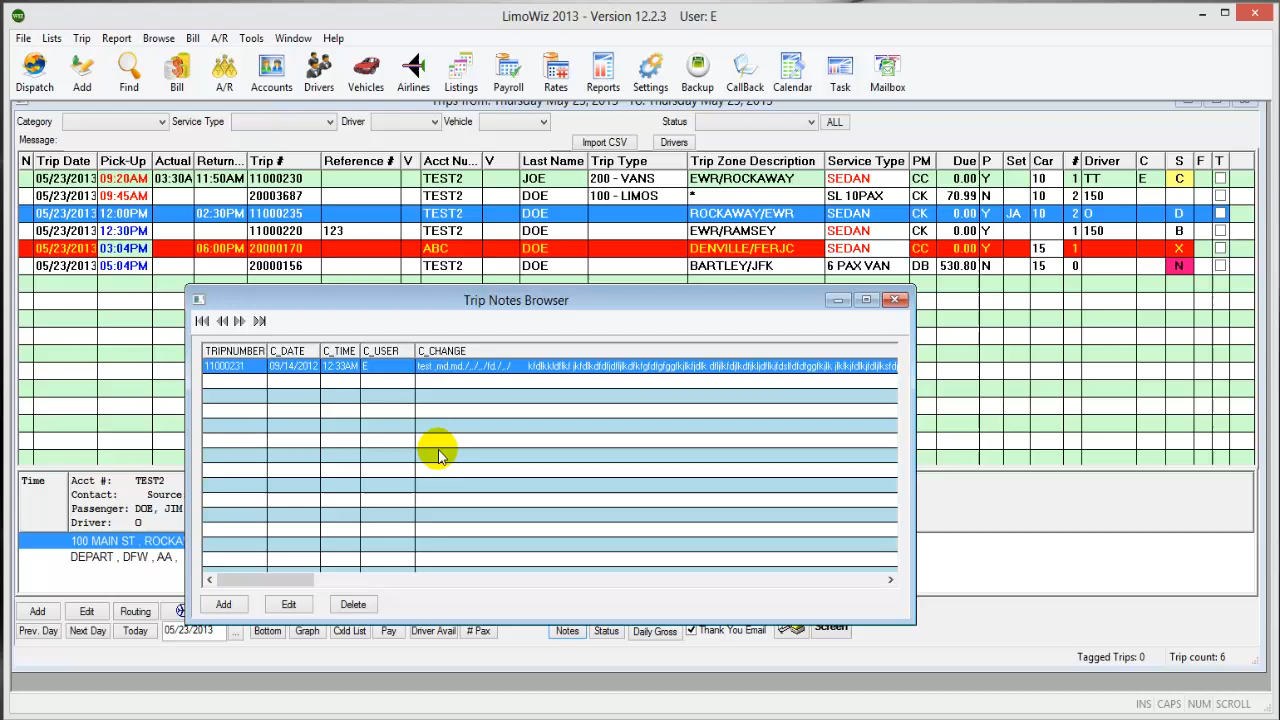 LimoWiz 2013 - Version 12.2.3    User: E
File Lists Trip Report Browse Bill A/R Tools Window Help
Dispatch Add Find Bill A/R Accounts Drivers Vehicles Airlines Listings Payroll Rates Reports Settings Backup CallBack Calendar Task Mailbox
Trips from: Thursday May 23, 2013 - To: Thursday May 23, 2013
Category Service Type Driver Vehicle Status ALL
Message: Import CSV Drivers
N Trip Date Pick-Up Actual Return... Trip # Reference # V Acct Nu... V Last Name Trip Type Trip Zone Description Service Type PM Due P Set Car # Driver C S F T
05/23/2013 09:20AM 03:30A 11:50AM 11000230 TEST2 JOE 200 - VANS EWR/ROCKAWAY SEDAN CC 0.00 Y 10 1 TT E C
05/23/2013 09:45AM 20003687 TEST2 DOE 100 - LIMOS * SL 10PAX CK 70.99 N 10 2 150
05/23/2013 12:00PM 02:30PM 11000235 TEST2 DOE ROCKAWAY/EWR SEDAN CK 0.00 Y JA 10 2 O D
05/23/2013 12:30PM 11000220 123 TEST2 DOE EWR/RAMSEY SEDAN CK 0.00 Y 1 150 B
05/23/2013 03:04PM 06:00PM 20000170 ABC DOE DENVILLE/FERJC SEDAN CC 0.00 Y 15 1 X
05/23/2013 05:04PM 20000156 TEST2 DOE BARTLEY/JFK 6 PAX VAN DB 530.80 N 15 0 N
Trip Notes Browser
TRIPNUMBER C_DATE C_TIME C_USER C_CHANGE
11000231 09/14/2012 12:33AM E test
Time Acct #: TEST2
Contact: Source
Passenger: DOE, JIM
Driver: O
100 MAIN ST , ROCKAWA
DEPART , DFW , AA ,
Add Edit Delete
Add Edit Routing
Prev. Day Next Day Today 05/23/2013 ... Bottom Graph Cxld List Pay Driver Avail # Pax Notes Status Daily Gross Thank You Email Screen
Tagged Trips: 0 Trip count: 6
INS CAPS NUM SCROLL